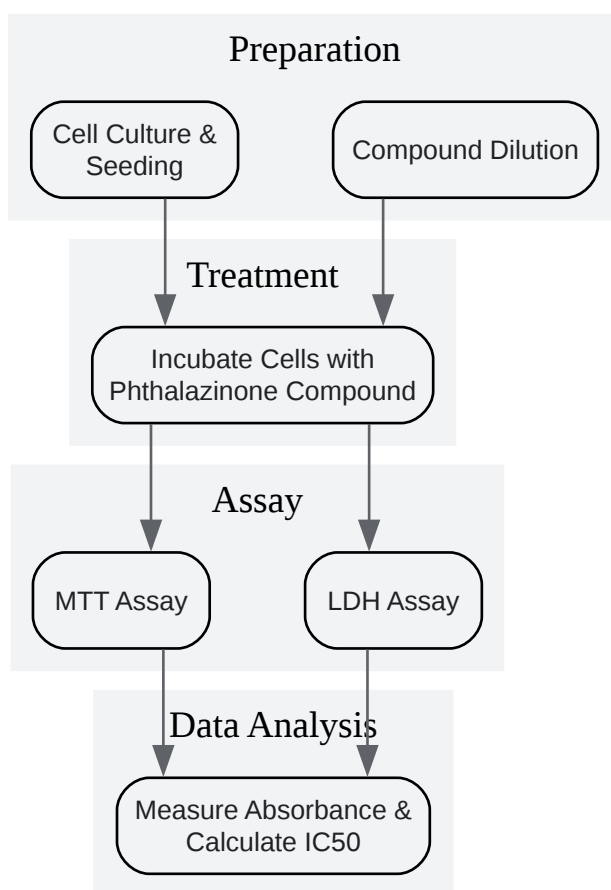 Preparation
Cell Culture &
Seeding
Compound Dilution
Treatment
Incubate Cells with
Phthalazinone Compound
Assay
MTT Assay
LDH Assay
Data Analysis
Measure Absorbance &
Calculate IC50